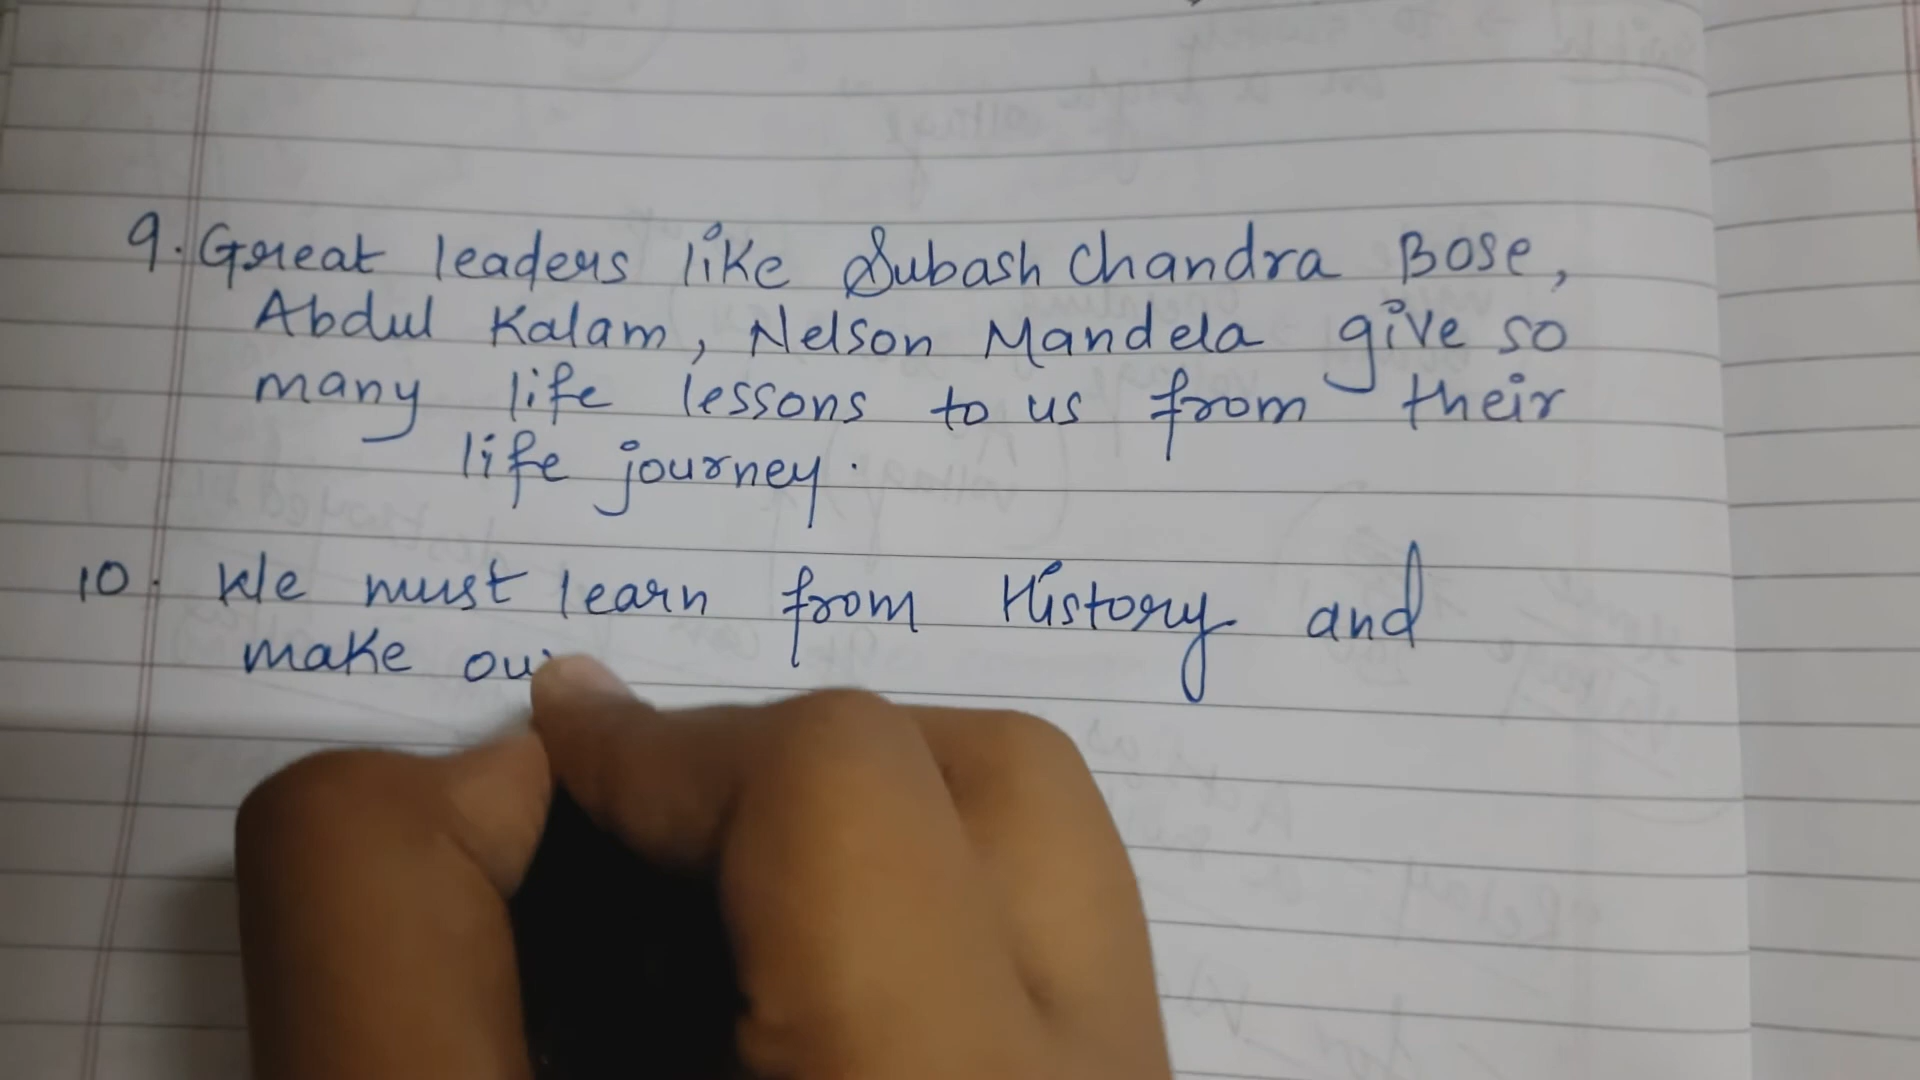 9. Great leaders like Subash Chandra Bose,
Abdul Kalam, Nelson Mandela give so
many life lessons to us from their
life journey.
10. We must learn from History and
make